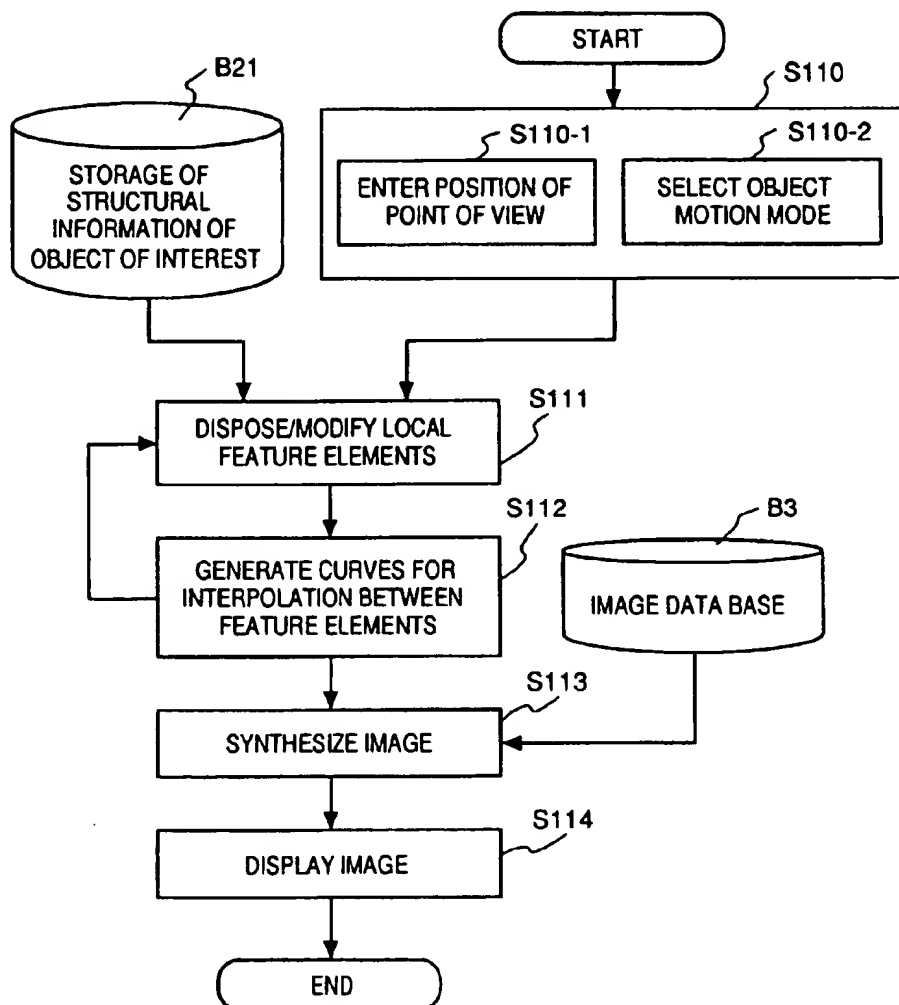 START
B21
S110
S110-1
S110-2
STORAGE OF
STRUCTURAL
INFORMATION OF
OBJECT OF INTEREST
ENTER POSITION OF
POINT OF VIEW
SELECT OBJECT
MOTION MODE
S111
DISPOSE/MODIFY LOCAL
FEATURE ELEMENTS
S112
B3
GENERATE CURVES FOR
INTERPOLATION BETWEEN
FEATURE ELEMENTS
IMAGE DATA BASE
S113
SYNTHESIZE IMAGE
S114
DISPLAY IMAGE
END